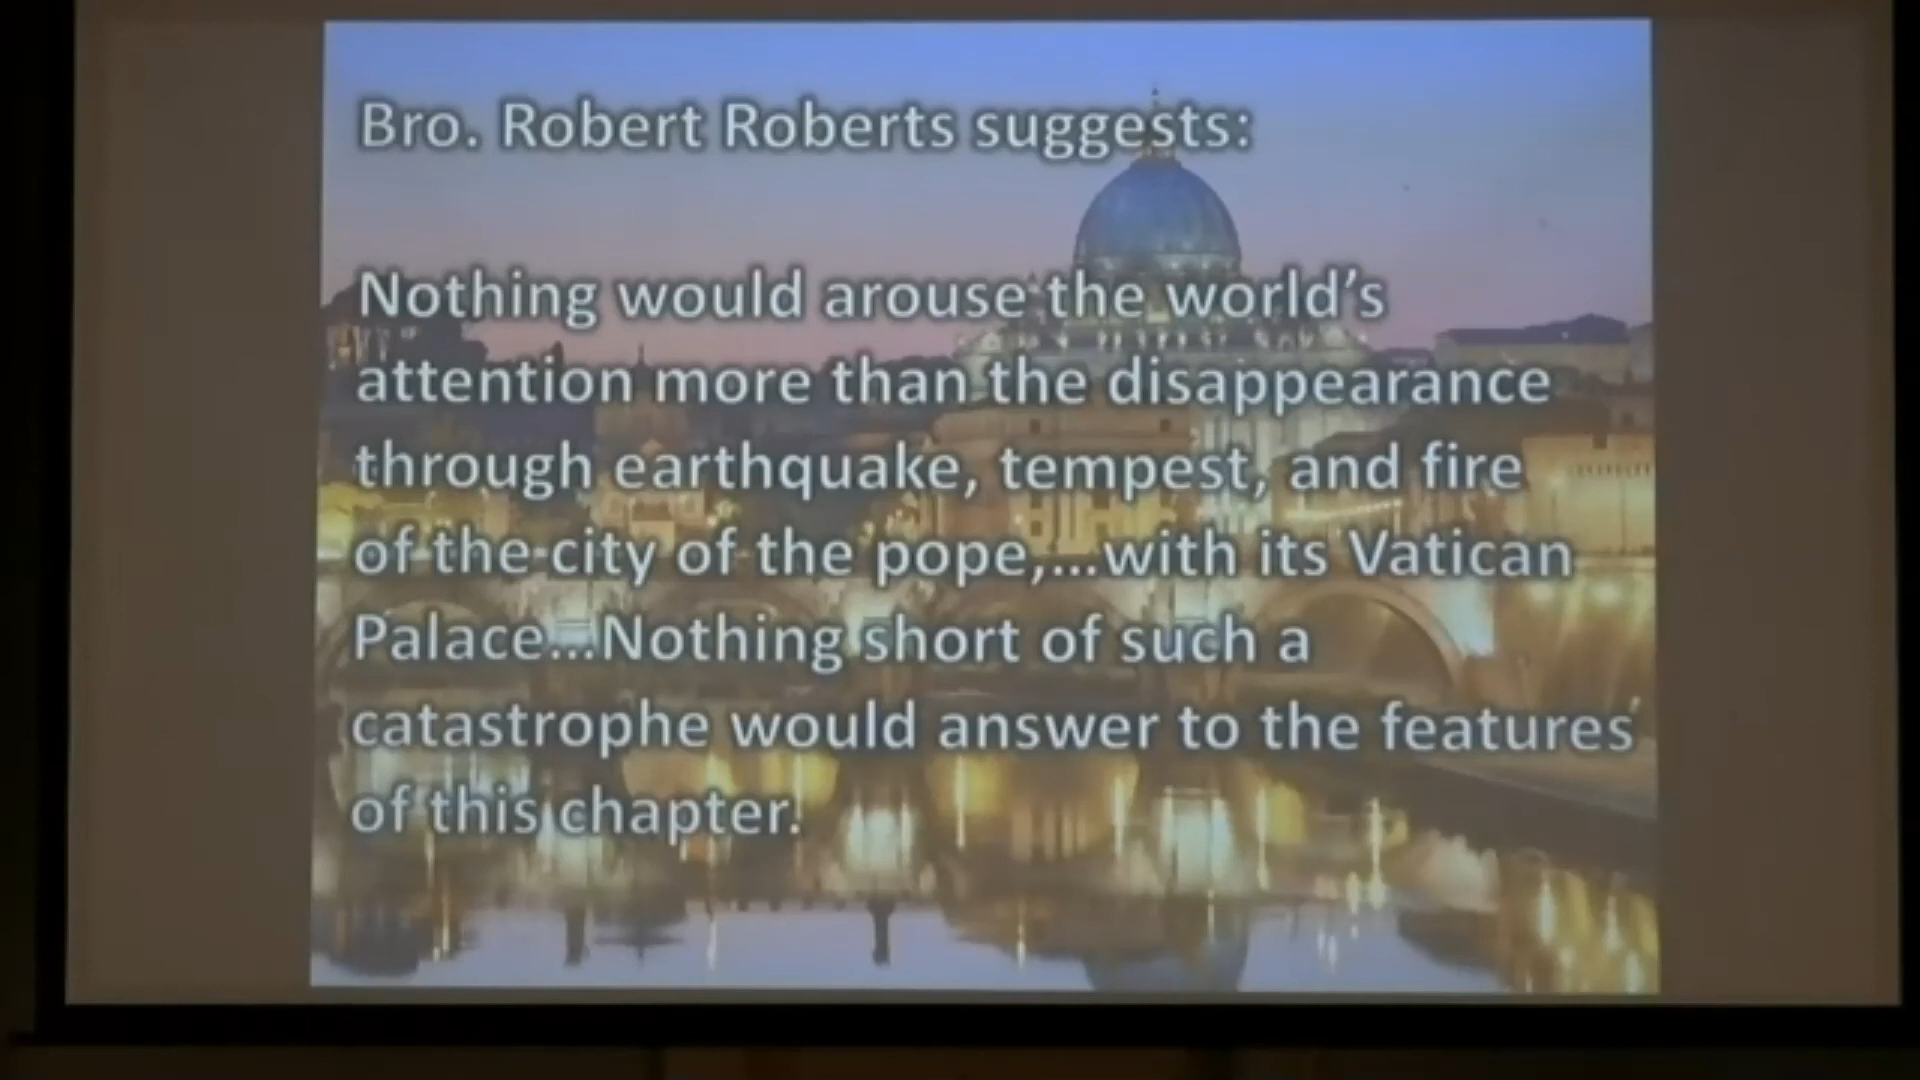 Bro. Robert Roberts suggests:
Nothing would arouse the world's
attention more than the disappearance
through earthquake, tempest, and fire
of the city of the pope,...with its Vatican
Palace...Nothing short of such a
catastrophe would answer to the features
of this chapter.